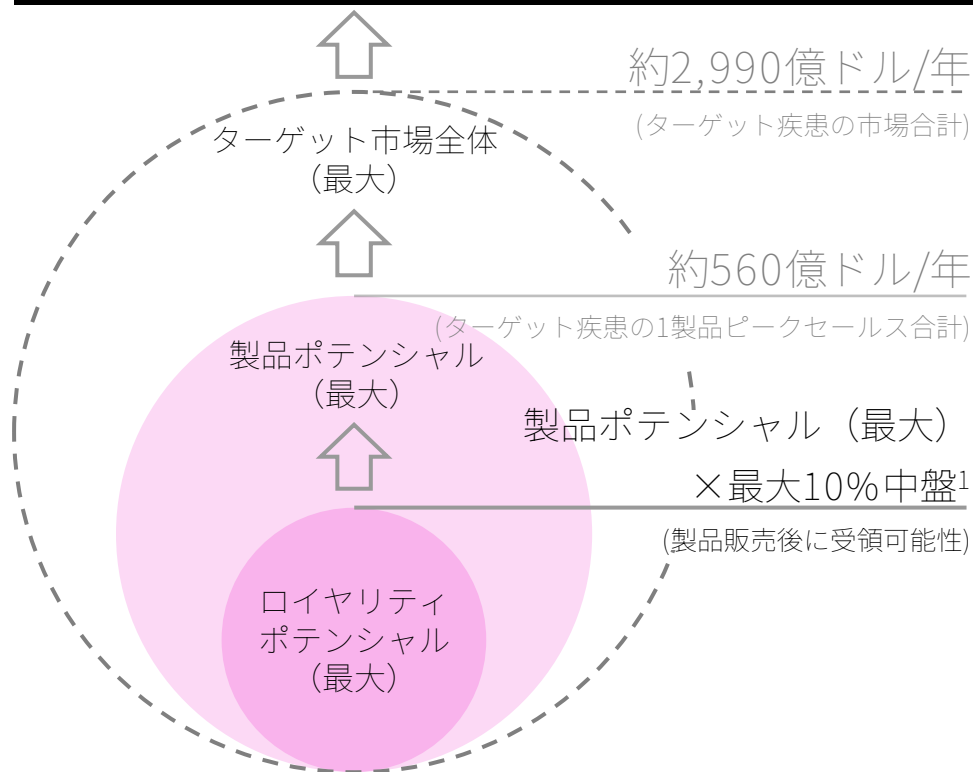 約2,990億ドル/年
(ターゲット疾患の市場合計)
ターゲット市場全体
（最大）
約560億ドル/年
(ターゲット疾患の1製品ピークセールス合計)
製品ポテンシャル
（最大）
製品ポテンシャル（最大）
×最大10%中盤1
(製品販売後に受領可能性)
ロイヤリティ
ポテンシャル
（最大）